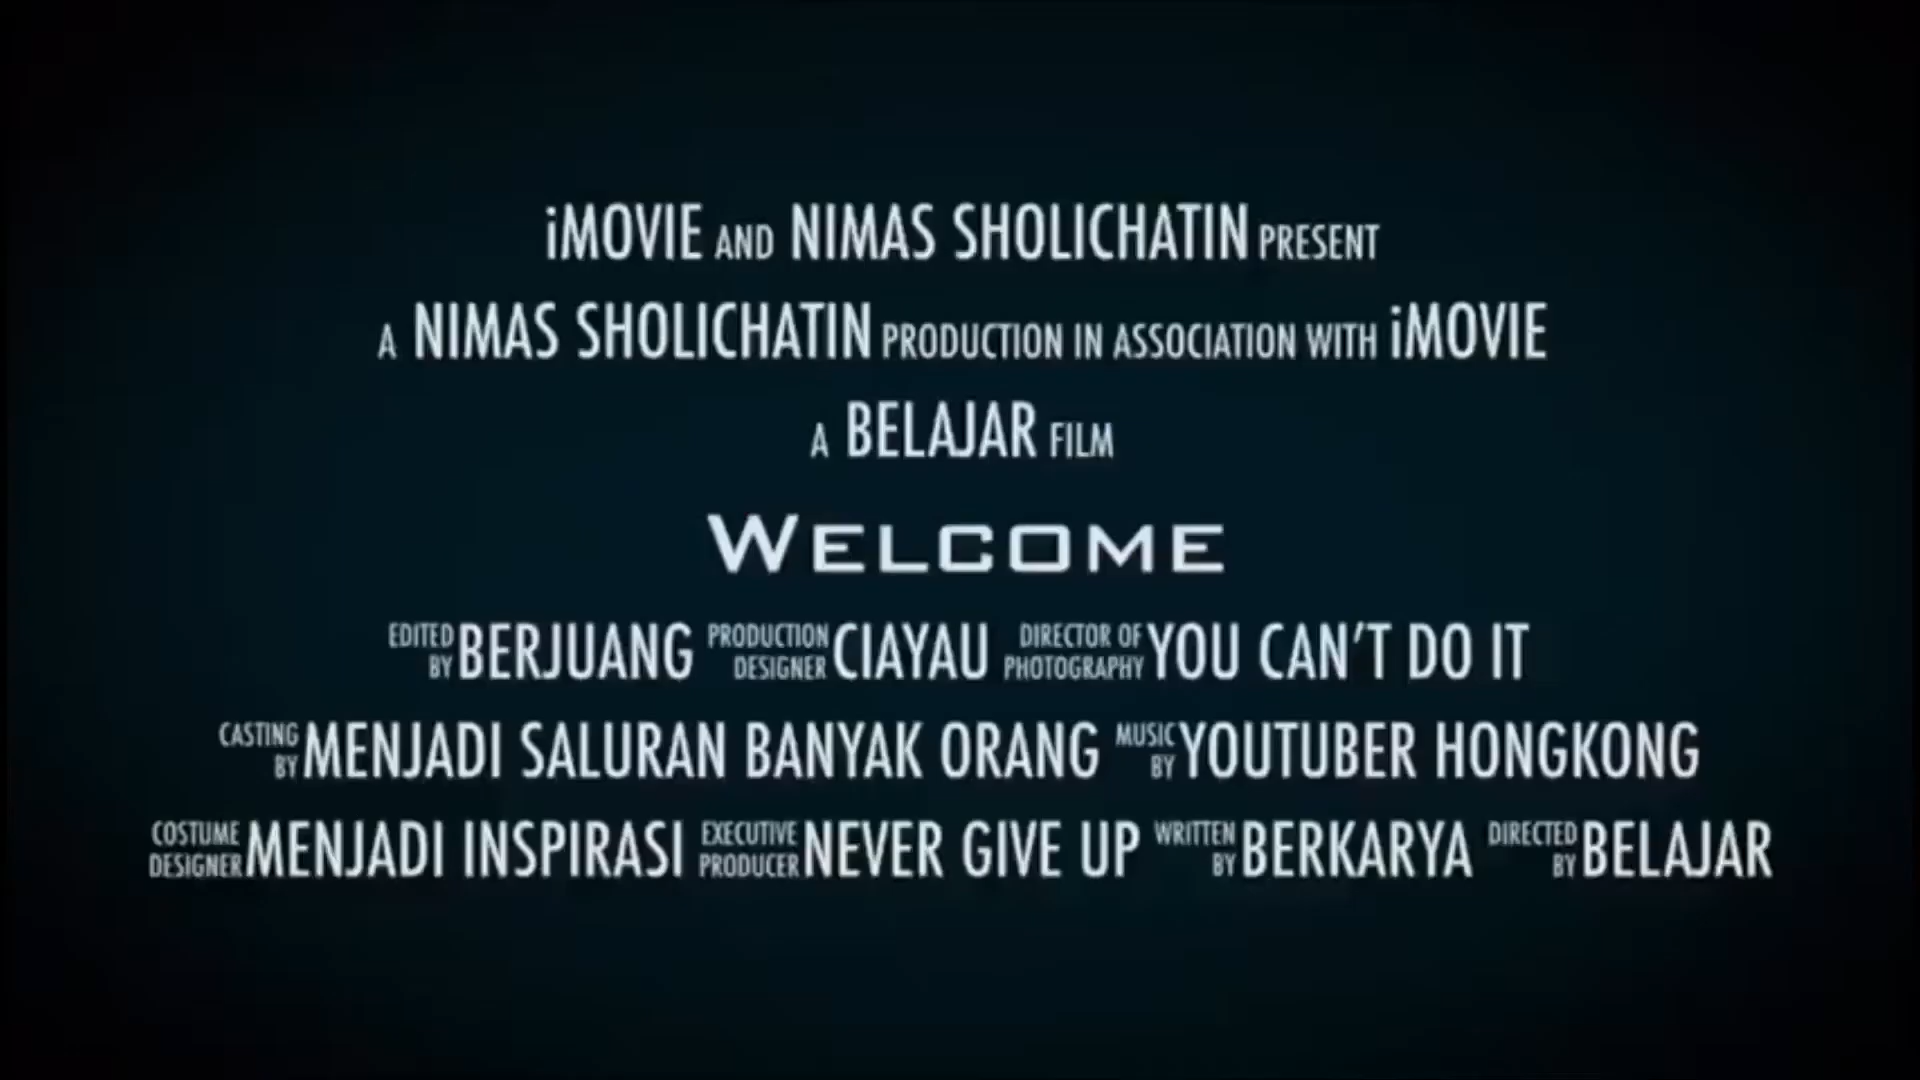 iMOVIE AND NIMAS SHOLICHATIN PRESENT
A NIMAS SHOLICHATIN PRODUCTION IN ASSOCIATION WITH iMOVIE
A BELAJAR FILM
WELCOME
EDITED BY BERJUANG PRODUCTION DESIGNER CIAYAU DIRECTOR OF PHOTOGRAPHY YOU CAN'T DO IT
CASTING BY MENJADI SALURAN BANYAK ORANG MUSIC BY YOUTUBER HONGKONG
COSTUME DESIGNER MENJADI INSPIRASI EXECUTIVE PRODUCER NEVER GIVE UP WRITTEN BY BERKARYA DIRECTED BY BELAJAR